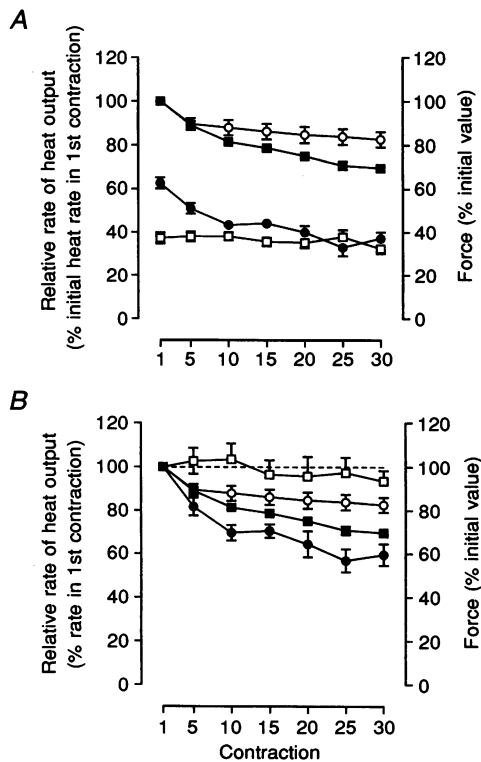 A
Relative rate of heat output
(% initial heat rate in 1st contraction)
120
100
80
60
40
20
0
120
100
80
60
40
20
0
Force (% initial value)
1 5 10 15 20 25 30
B
Relative rate of heat output
(% rate in 1st contraction)
120
100
80
60
40
20
0
120
100
80
60
40
20
0
Force (% initial value)
1 5 10 15 20 25 30
Contraction